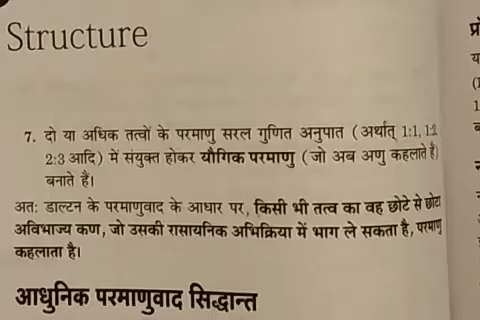 Structure
7. दो या अधिक तत्वों के परमाणु सरल गुणित अनुपात (अर्थात् 1:1, 1:2
2:3 आदि) में संयुक्त होकर यौगिक परमाणु (जो अब अणु कहलाते हैं)
बनाते हैं।
अतः डाल्टन के परमाणुवाद के आधार पर, किसी भी तत्व का वह छोटे से छोटा
अविभाज्य कण, जो उसकी रासायनिक अभिक्रिया में भाग ले सकता है, परमाणु
कहलाता है।
आधुनिक परमाणुवाद सिद्धान्त